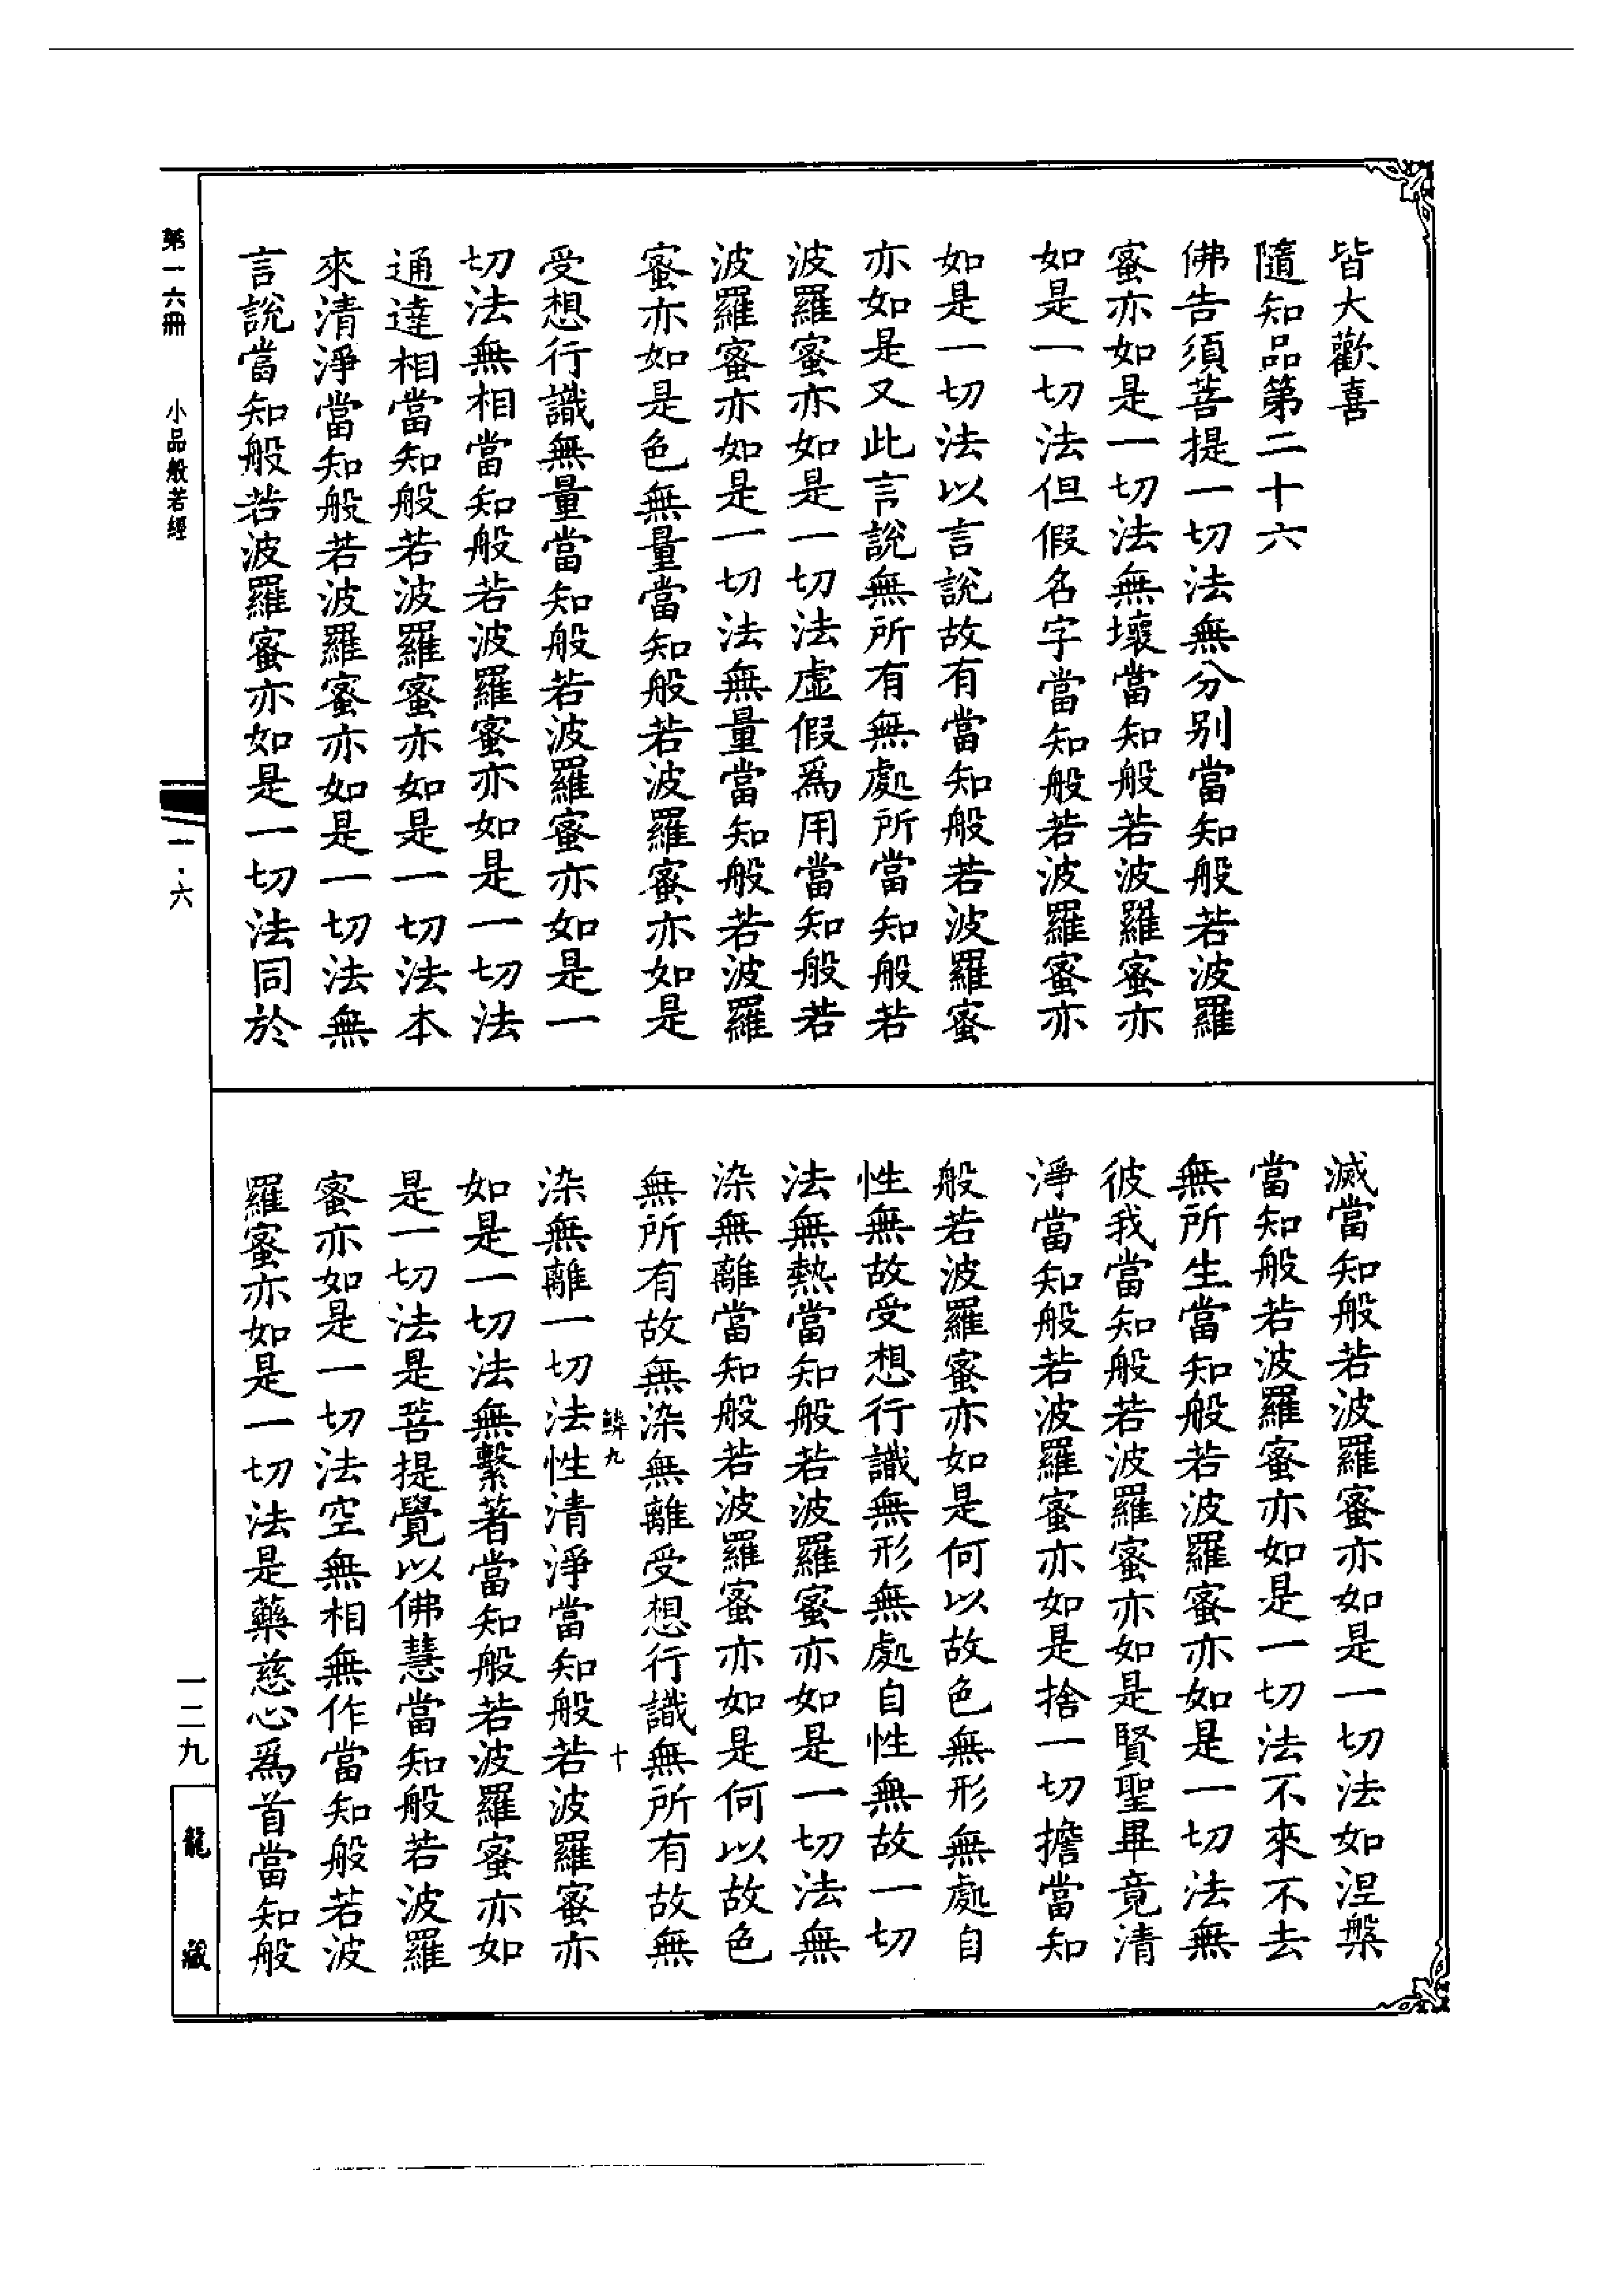 皆大歡喜
隨知品第二十六
佛告須菩提一切法無分别當知般若波羅
蜜亦如是一切法無壞當知般若波羅蜜亦
如是一切法但假名字當知般若波羅蜜亦
如是一切法以言說故有當知般若波羅蜜
亦如是又此言說無所有無處所當知般若
波羅蜜亦如是一切法虛假爲用當知般若
波羅蜜亦如是一切法無量當知般若波羅
蜜亦如是色無量當知般若波羅蜜亦如是
受想行識無量當知般若波羅蜜亦如是一
切法無相當知般若波羅蜜亦如是一切法
通達相當知般若波羅蜜亦如是一切法本
來清淨當知般若波羅蜜亦如是一切法無
言說當知般若波羅蜜亦如是一切法同於
滅當知般若波羅蜜亦如是一切法如涅槃
當知般若波羅蜜亦如是一切法不來不去
無所生當知般若波羅蜜亦如是一切法無
彼我當知般若波羅蜜亦如是賢聖畢竟清
淨當知般若波羅蜜亦如是捨一切擔當知
般若波羅蜜亦如是何以故色無形無處自
性無故受想行識無形無處自性無故一切
法無熱當知般若波羅蜜亦如是一切法無
染無離當知般若波羅蜜亦如是何以故色
無所有故無染無離受想行識無所有故無
鱗九 十
染無離一切法性清淨當知般若波羅蜜亦
如是一切法無繫著當知般若波羅蜜亦如
是一切法是菩提覺以佛慧當知般若波羅
蜜亦如是一切法空無相無作當知般若波
羅蜜亦如是一切法是藥慈心爲首當知般
第一六冊 小品般若經 一·六 一二九 龍藏